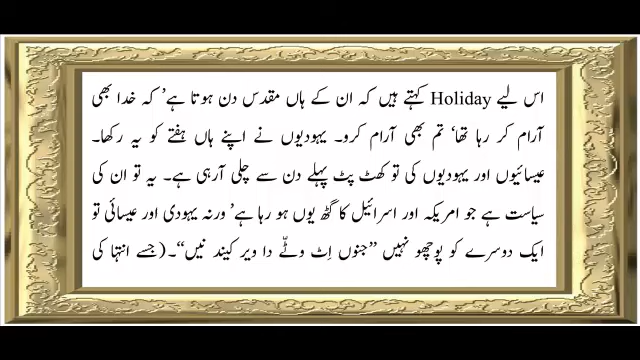 اس لیے Holiday کہتے ہیں کہ ان کے ہاں مقدس دن ہوتا ہے’ کہ خدا بھی
آرام کر رہا تھا‘ تم بھی آرام کرو۔ یہودیوں نے اپنے ہاں ہفتے کو یہ رکھا۔
عیسائیوں اور یہودیوں کی تو کھٹ پٹ پہلے دن سے چلی آرہی ہے۔ یہ تو ان کی
سیاست ہے جو امریکہ اور اسرائیل کا گٹھ یوں ہو رہا ہے’ ورنہ یہودی اور عیسائی تو
ایک دوسرے کو پوچھو نہیں ”جنوں اِٹ وٹّے دا ویر کیندے نیں“۔(جسے انتہا کی